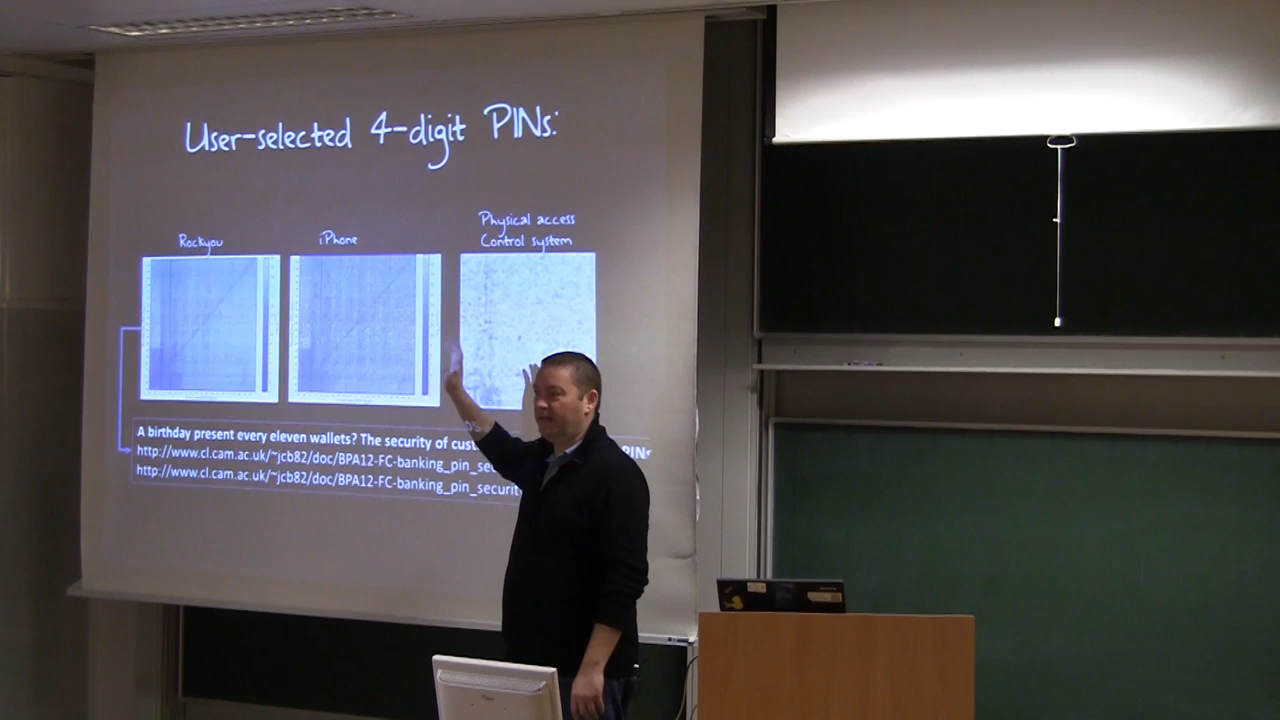 User-selected 4-digit PINs:
Rockyou
iPhone
Physical access
Control system
A birthday present every eleven wallets? The security of cust PINs
http://www.cl.cam.ac.uk/~jcb82/doc/BPA12-FC-banking_pin_sec
http://www.cl.cam.ac.uk/~jcb82/doc/BPA12-FC-banking_pin_security